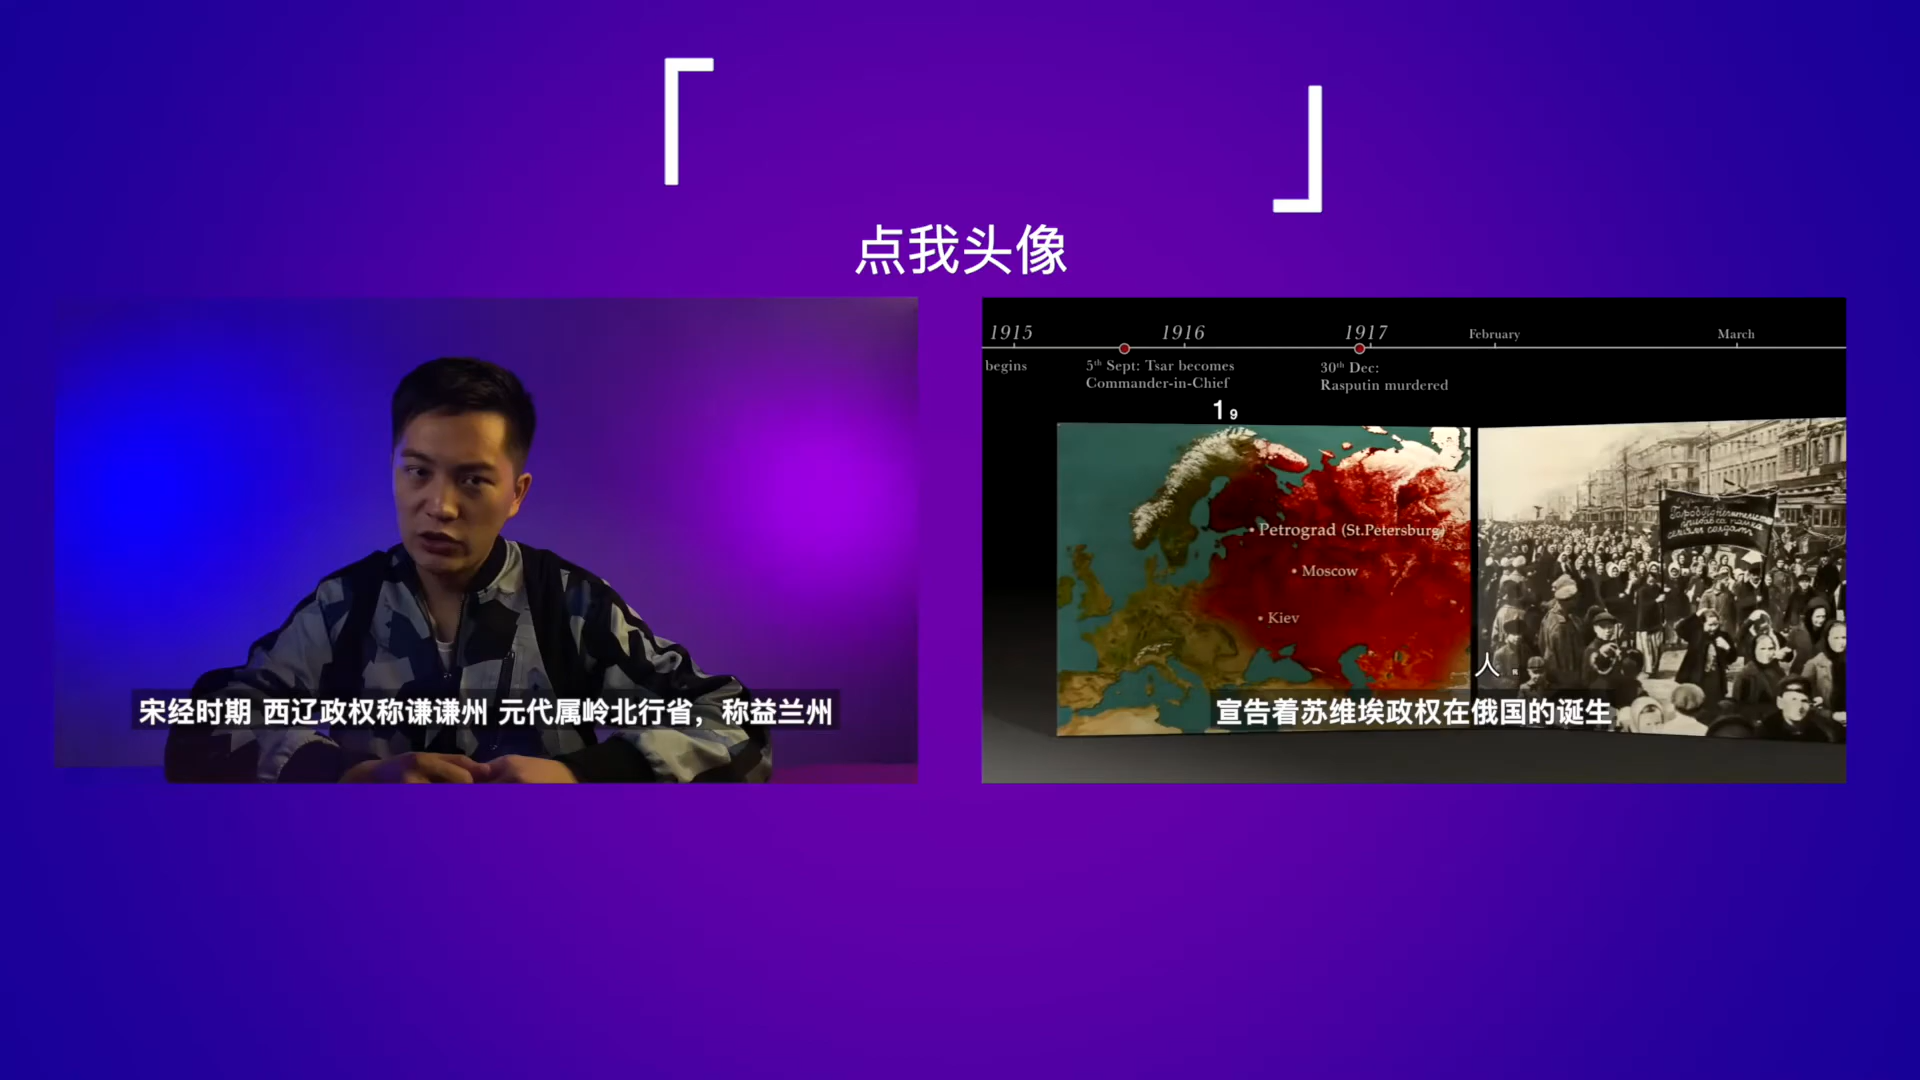 「 」
点我头像
宋经时期 西辽政权称谦谦州 元代属岭北行省，称益兰州
1915
1916
1917
February
March
begins
5th Sept: Tsar becomes
Commander-in-Chief
30th Dec:
Rasputin murdered
19
Petrograd (St.Petersburg)
Moscow
Kiev
人
宣告着苏维埃政权在俄国的诞生